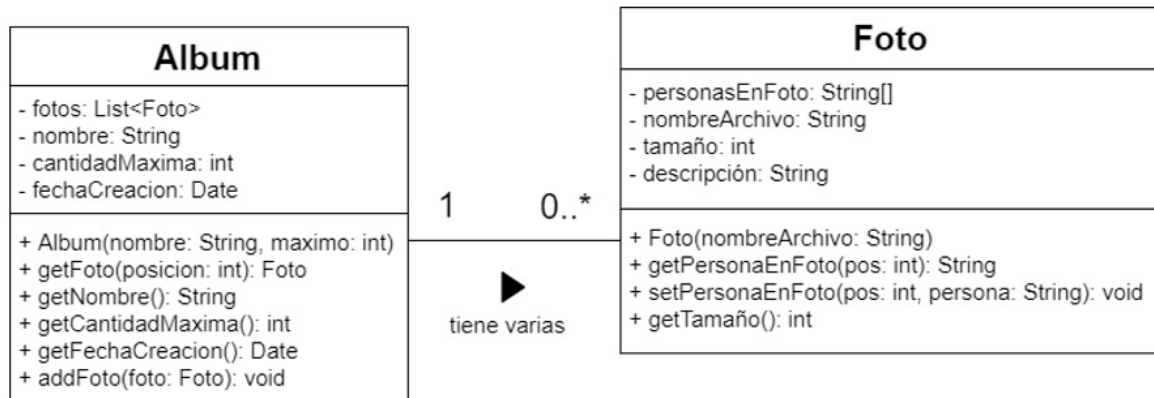 Album
- fotos: List<Foto>
- nombre: String
- cantidadMaxima: int
- fechaCreacion: Date
+ Album(nombre: String, maximo: int)
+ getFoto(posicion: int): Foto
+ getNombre(): String
+ getCantidadMaxima(): int
+ getFechaCreacion(): Date
+ addFoto(foto: Foto): void
1
0..*
tiene varias
Foto
- personasEnFoto: String[]
- nombreArchivo: String
- tamaño: int
- descripción: String
+ Foto(nombreArchivo: String)
+ getPersonaEnFoto(pos: int): String
+ setPersonaEnFoto(pos: int, persona: String): void
+ getTamaño(): int